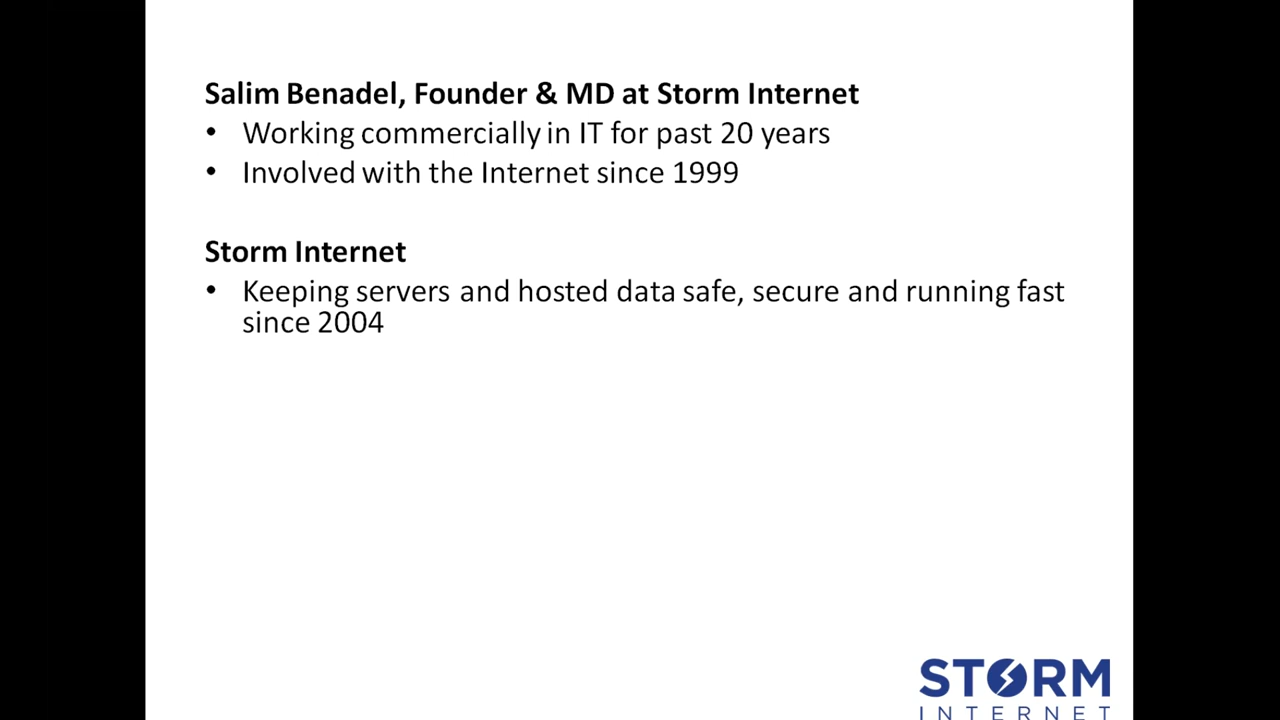 Salim Benadel, Founder & MD at Storm Internet
• Working commercially in IT for past 20 years
• Involved with the Internet since 1999
Storm Internet
• Keeping servers and hosted data safe, secure and running fast
since 2004
STORM
INTERNET